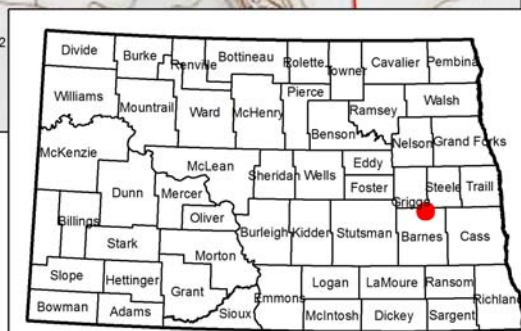 2
Divide Burke Renville Bottineau Rolette Towner Cavalier Pembina
Williams Mountrail Ward McHenry Pierce Ramsey Walsh
Benson Nelson Grand Forks
McKenzie McLean Sheridan Wells Eddy
Dunn Mercer Foster Griggs Steele Traill
Billings Oliver Burleigh Kidder Stutsman Barnes Cass
Stark Morton
Slope Hettinger Grant Logan LaMoure Ransom Richland
Bowman Adams Sioux Emmons McIntosh Dickey Sargent